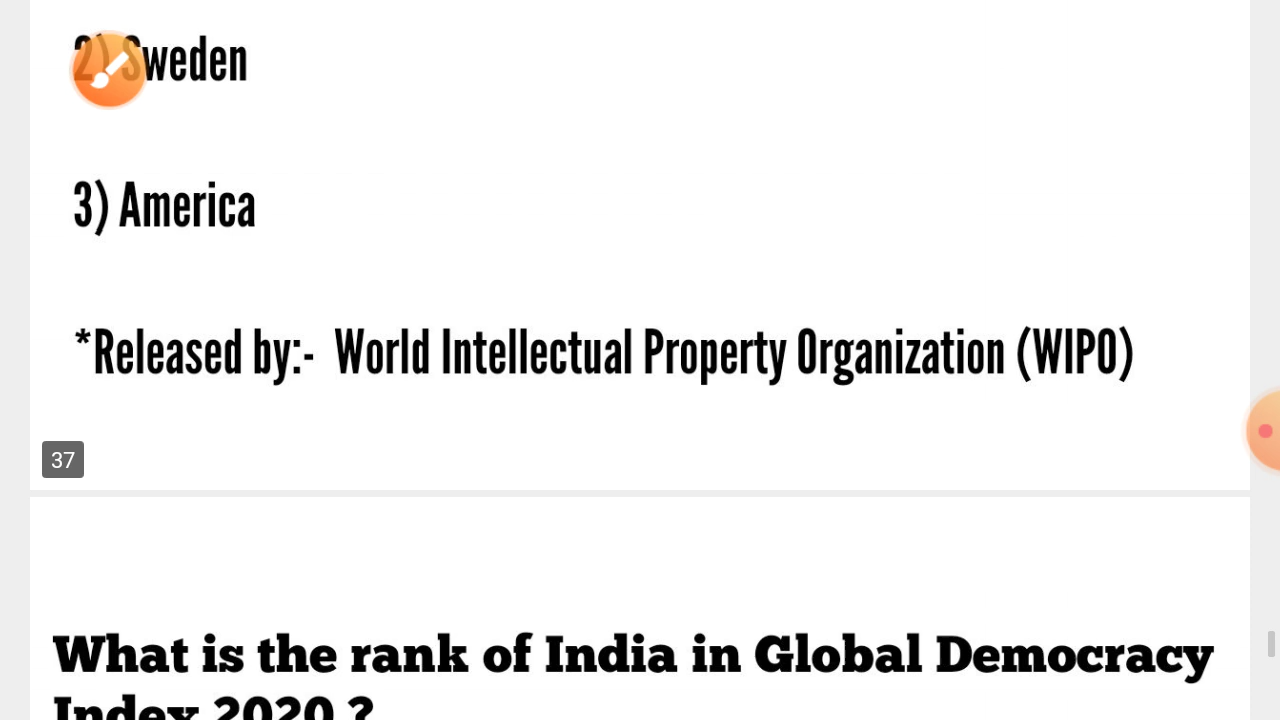 2) Sweden
3) America
*Released by:- World Intellectual Property Organization (WIPO)
37
What is the rank of India in Global Democracy
Index 2020 ?